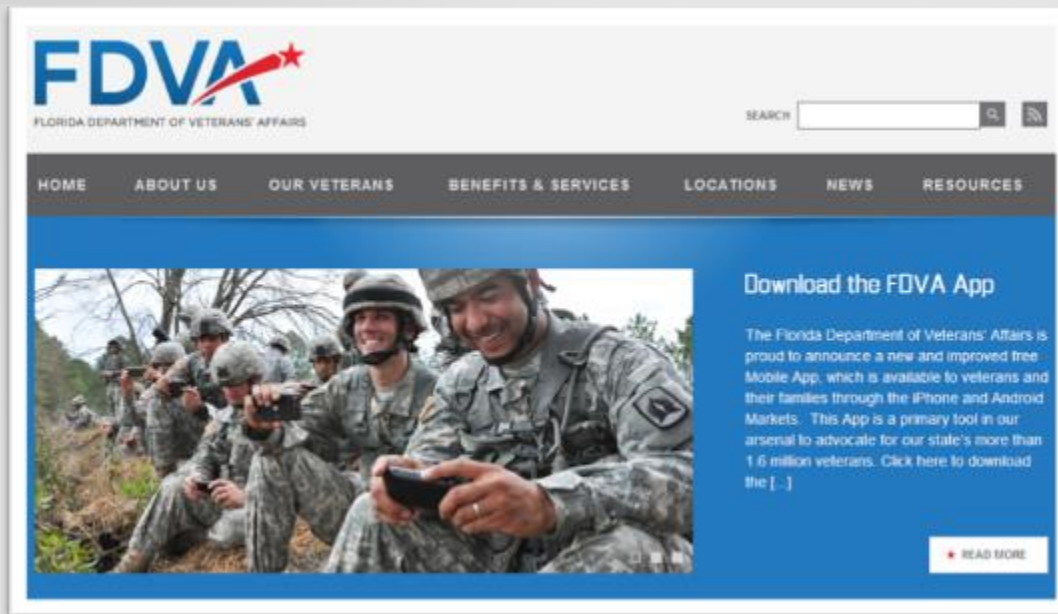 FDVA
FLORIDA DEPARTMENT OF VETERANS' AFFAIRS
SEARCH
HOME ABOUT US OUR VETERANS BENEFITS & SERVICES LOCATIONS NEWS RESOURCES
Download the FDVA App
The Florida Department of Veterans' Affairs is
proud to announce a new and improved free
Mobile App, which is available to veterans and
their families through the iPhone and Android
Markets. This App is a primary tool in our
arsenal to advocate for our state's more than
1.6 million veterans. Click here to download
the [...]
READ MORE